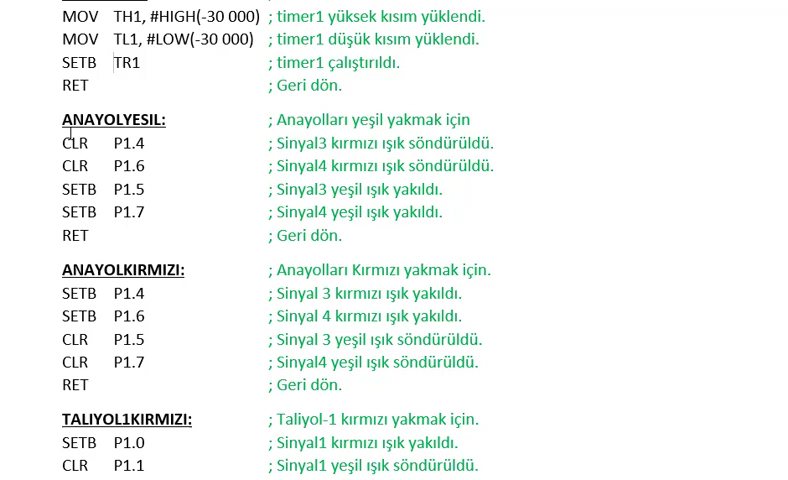 MOV TH1, #HIGH(-30 000) ; timer1 yüksek kısım yüklendi.
MOV TL1, #LOW(-30 000) ; timer1 düşük kısım yüklendi.
SETB TR1 ; timer1 çalıştırıldı.
RET ; Geri dön.
ANAYOLYESIL: ; Anayolları yeşil yakmak için
CLR P1.4 ; Sinyal3 kırmızı ışık söndürüldü.
CLR P1.6 ; Sinyal4 kırmızı ışık söndürüldü.
SETB P1.5 ; Sinyal3 yeşil ışık yakıldı.
SETB P1.7 ; Sinyal4 yeşil ışık yakıldı.
RET ; Geri dön.
ANAYOLKIRMIZI: ; Anayolları Kırmızı yakmak için.
SETB P1.4 ; Sinyal 3 kırmızı ışık yakıldı.
SETB P1.6 ; Sinyal 4 kırmızı ışık yakıldı.
CLR P1.5 ; Sinyal 3 yeşil ışık söndürüldü.
CLR P1.7 ; Sinyal4 yeşil ışık söndürüldü.
RET ; Geri dön.
TALIYOL1KIRMIZI: ; Taliyol-1 kırmızı yakmak için.
SETB P1.0 ; Sinyal1 kırmızı ışık yakıldı.
CLR P1.1 ; Sinyal1 yeşil ışık söndürüldü.